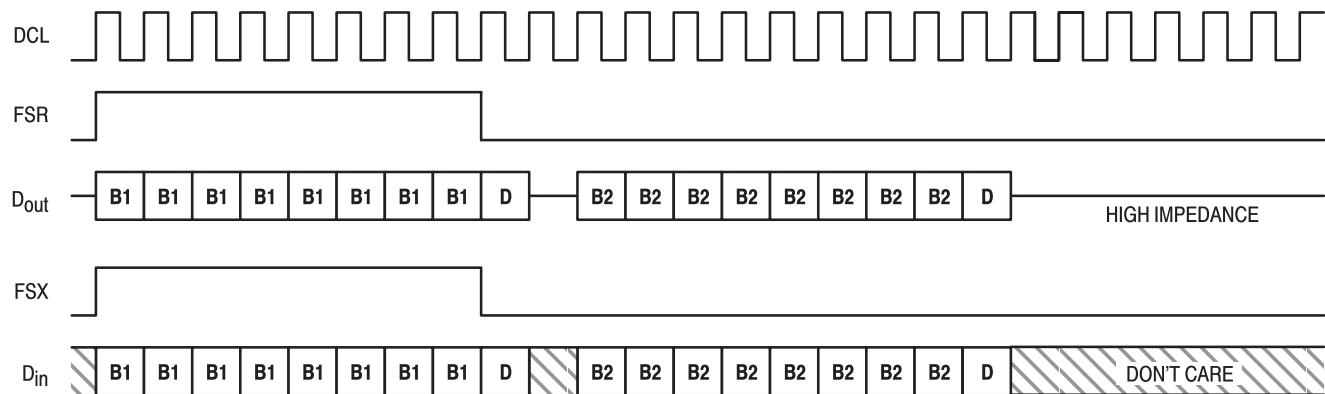 DCL
FSR
Dout B1 B1 B1 B1 B1 B1 B1 B1 D B2 B2 B2 B2 B2 B2 B2 B2 D
HIGH IMPEDANCE
FSX
Din B1 B1 B1 B1 B1 B1 B1 B1 D B2 B2 B2 B2 B2 B2 B2 B2 D DON'T CARE